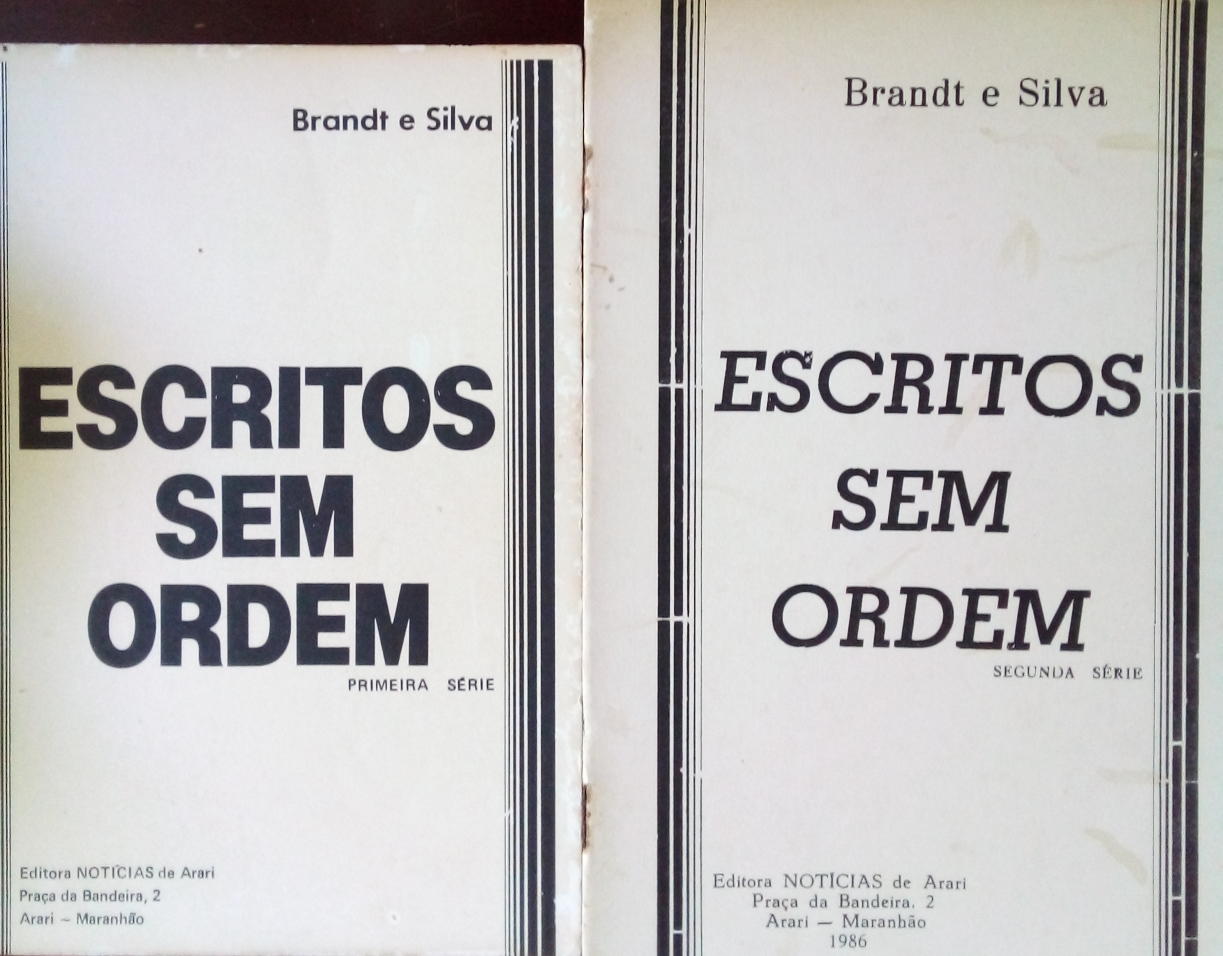 Brandt e Silva
ESCRITOS
SEM
ORDEM
PRIMEIRA SÉRIE
Editora NOTÍCIAS de Arari
Praça da Bandeira, 2
Arari – Maranhão
Brandt e Silva
ESCRITOS
SEM
ORDEM
SEGUNDA SÉRIE
Editora NOTÍCIAS de Arari
Praça da Bandeira, 2
Arari — Maranhão
1986